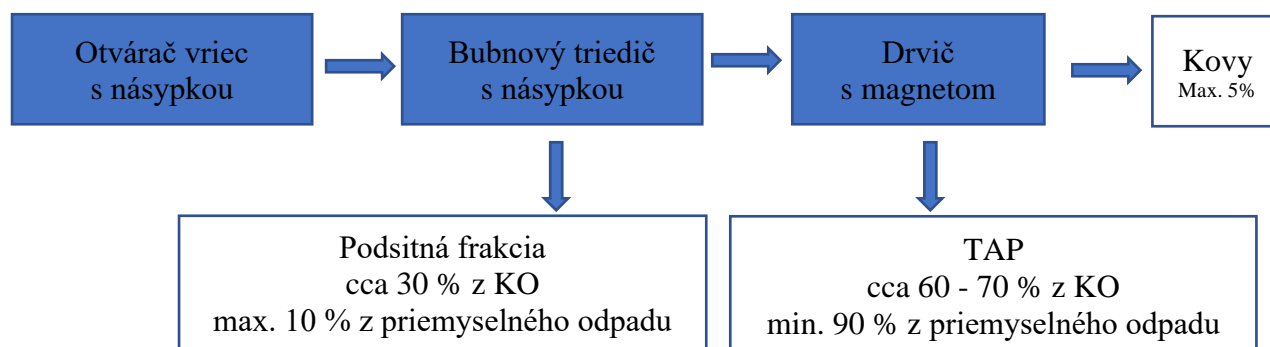 Otvárač vriec
s násypkou
Bubnový triedič
s násypkou
Drvič
s magnetom
Kovy
Max. 5%
Podsitná frakcia
cca 30 % z KO
max. 10 % z priemyselného odpadu
TAP
cca 60 - 70 % z KO
min. 90 % z priemyselného odpadu